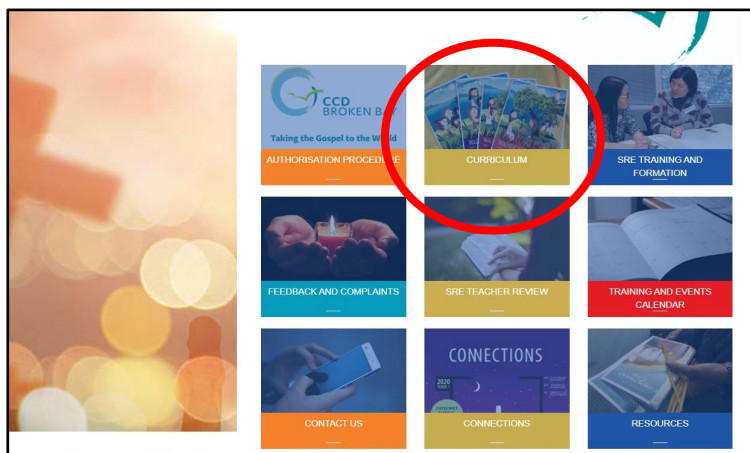 CCD
BROKEN BAY
Taking the Gospel to the World
AUTHORISATION PROCEDURE
CURRICULUM
SRE TRAINING AND
FORMATION
FEEDBACK AND COMPLAINTS
SRE TEACHER REVIEW
TRAINING AND EVENTS
CALENDAR
CONNECTIONS
2020
CONTACT US
CONNECTIONS
RESOURCES